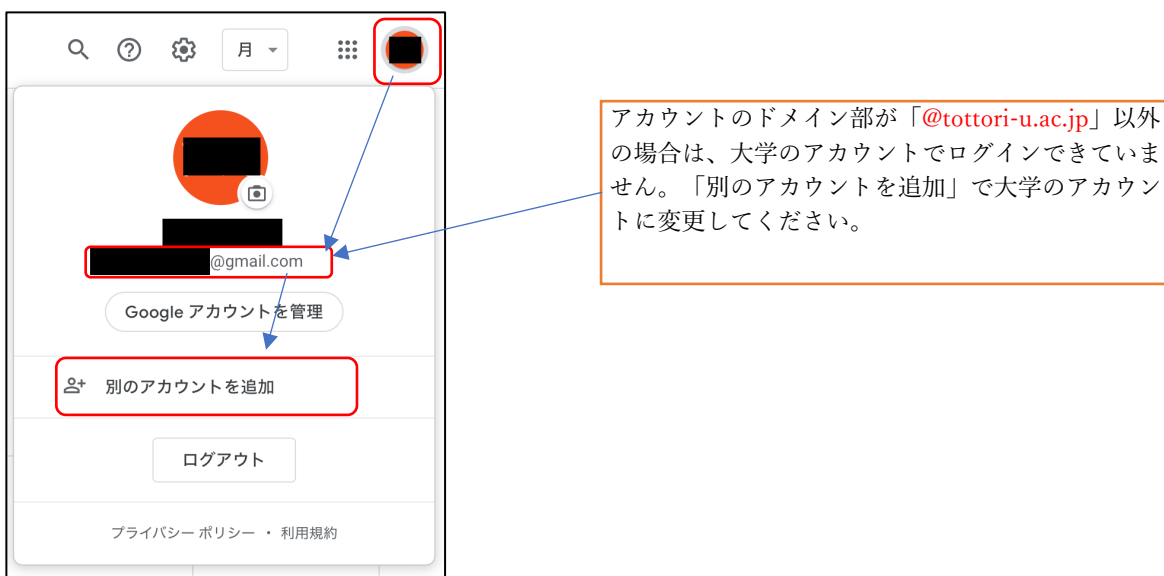 月
@gmail.com
Google アカウントを管理
別のアカウントを追加
ログアウト
プライバシー ポリシー ・ 利用規約
アカウントのドメイン部が「@tottori-u.ac.jp」以外
の場合は、大学のアカウントでログインできていま
せん。「別のアカウントを追加」で大学のアカウン
トに変更してください。